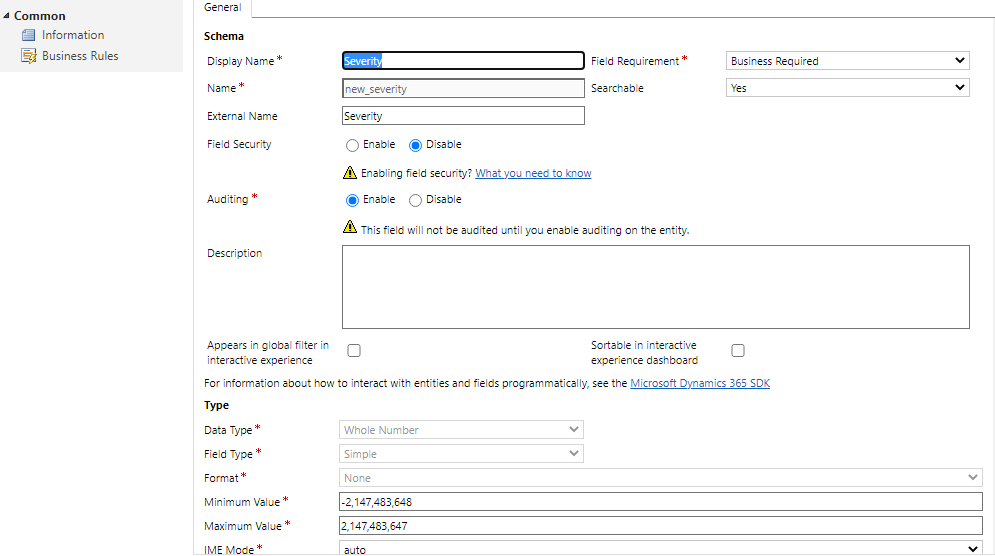 Common
Information
Business Rules
General
Schema
Display Name * Severity Field Requirement * Business Required
Name * new_severity Searchable Yes
External Name Severity
Field Security Enable Disable
Enabling field security? What you need to know
Auditing * Enable Disable
This field will not be audited until you enable auditing on the entity.
Description
Appears in global filter in
interactive experience
Sortable in interactive
experience dashboard
For information about how to interact with entities and fields programmatically, see the Microsoft Dynamics 365 SDK
Type
Data Type * Whole Number
Field Type * Simple
Format * None
Minimum Value * -2,147,483,648
Maximum Value * 2,147,483,647
IME Mode * auto